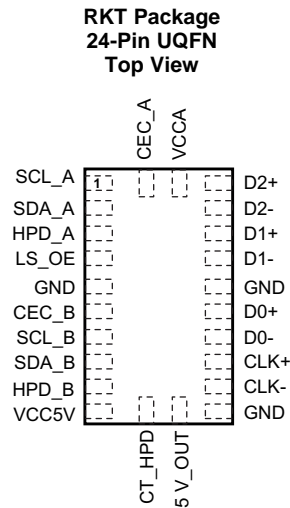 RKT Package
24-Pin UQFN
Top View
CEC_A
VCCA
SCL_A
1
D2+
SDA_A
D2-
HPD_A
D1+
LS_OE
D1-
GND
GND
CEC_B
D0+
SCL_B
D0-
SDA_B
CLK+
HPD_B
CLK-
VCC5V
GND
CT_HPD
5 V_OUT